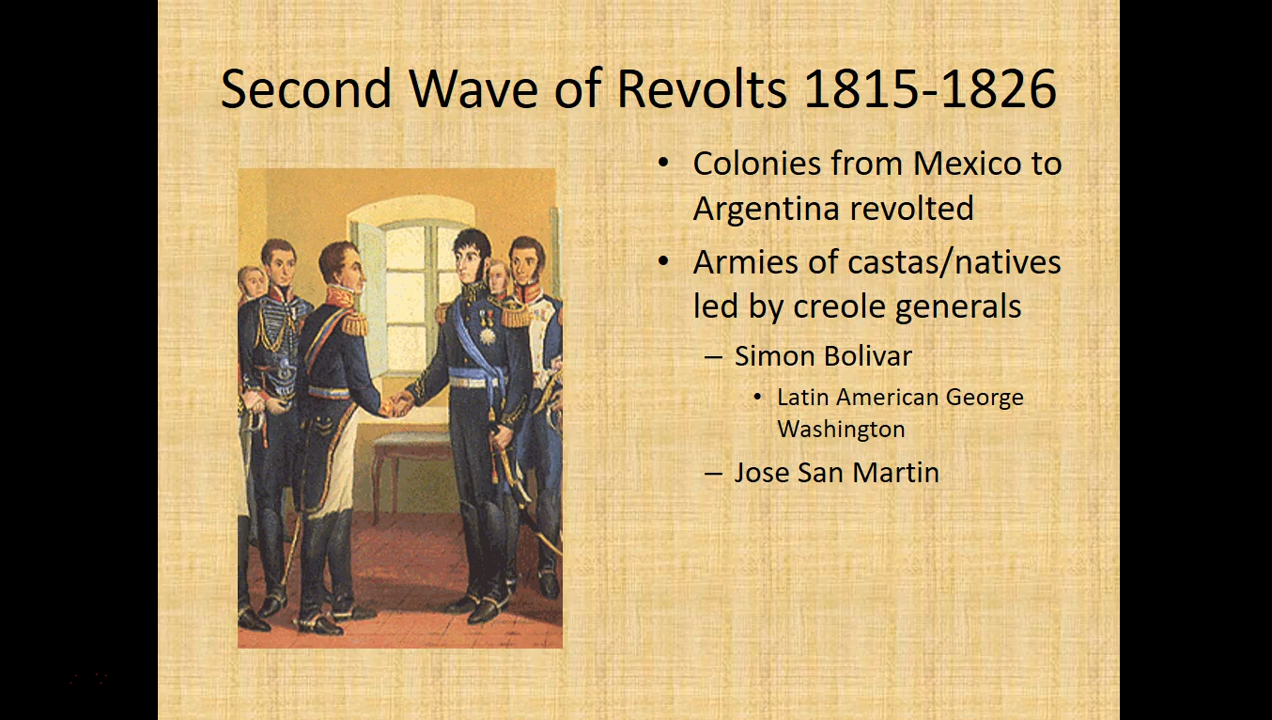 Second Wave of Revolts 1815-1826
• Colonies from Mexico to
Argentina revolted
• Armies of castas/natives
led by creole generals
– Simon Bolivar
• Latin American George
Washington
– Jose San Martin